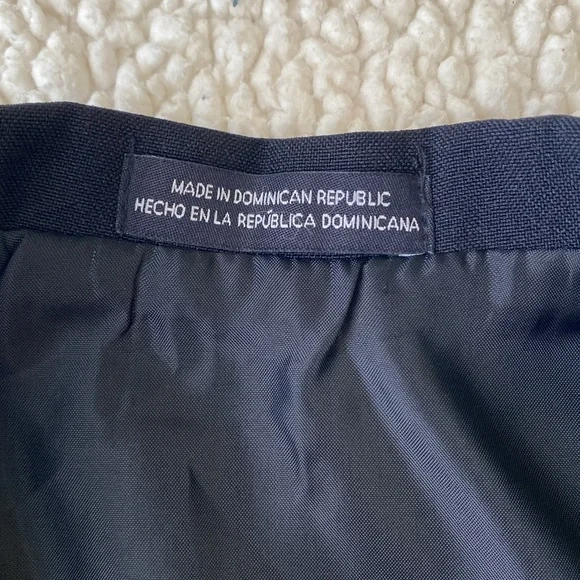 MADE IN DOMINICAN REPUBLIC
HECHO EN LA REPÚBLICA DOMINICANA